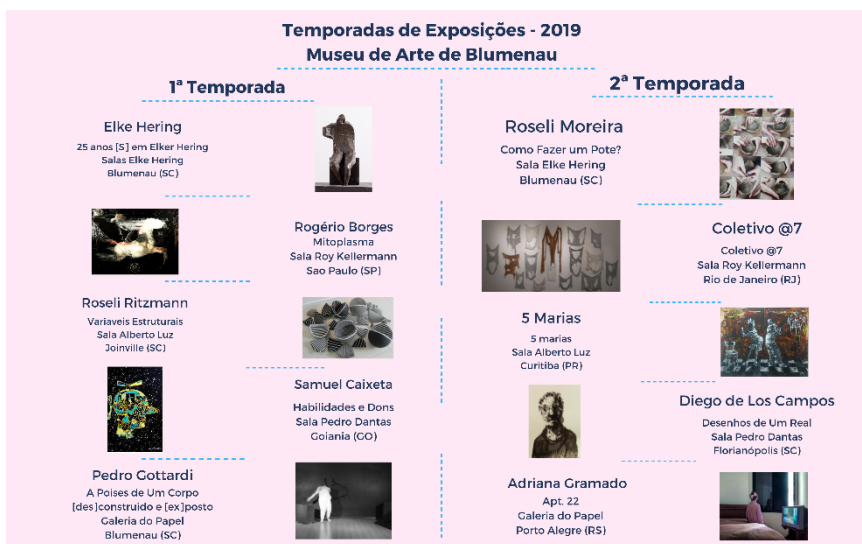 Temporadas de Exposições - 2019
Museu de Arte de Blumenau
1ª Temporada
Elke Hering
25 anos [S] em Elker Hering
Salas Elke Hering
Blumenau (SC)
Rogério Borges
Mitoplasma
Sala Roy Kellermann
Sao Paulo (SP)
Roseli Ritzmann
Variaveis Estruturais
Sala Alberto Luz
Joinville (SC)
Samuel Caixeta
Habilidades e Dons
Sala Pedro Dantas
Goiania (GO)
Pedro Gottardi
A Poises de Um Corpo
[des]construido e [ex]posto
Galeria do Papel
Blumenau (SC)
2ª Temporada
Roseli Moreira
Como Fazer um Pote?
Sala Elke Hering
Blumenau (SC)
Coletivo @7
Coletivo @7
Sala Roy Kellermann
Rio de Janeiro (RJ)
5 Marias
5 marias
Sala Alberto Luz
Curitiba (PR)
Diego de Los Campos
Desenhos de Um Real
Sala Pedro Dantas
Florianópolis (SC)
Adriana Gramado
Apt. 22
Galeria do Papel
Porto Alegre (RS)